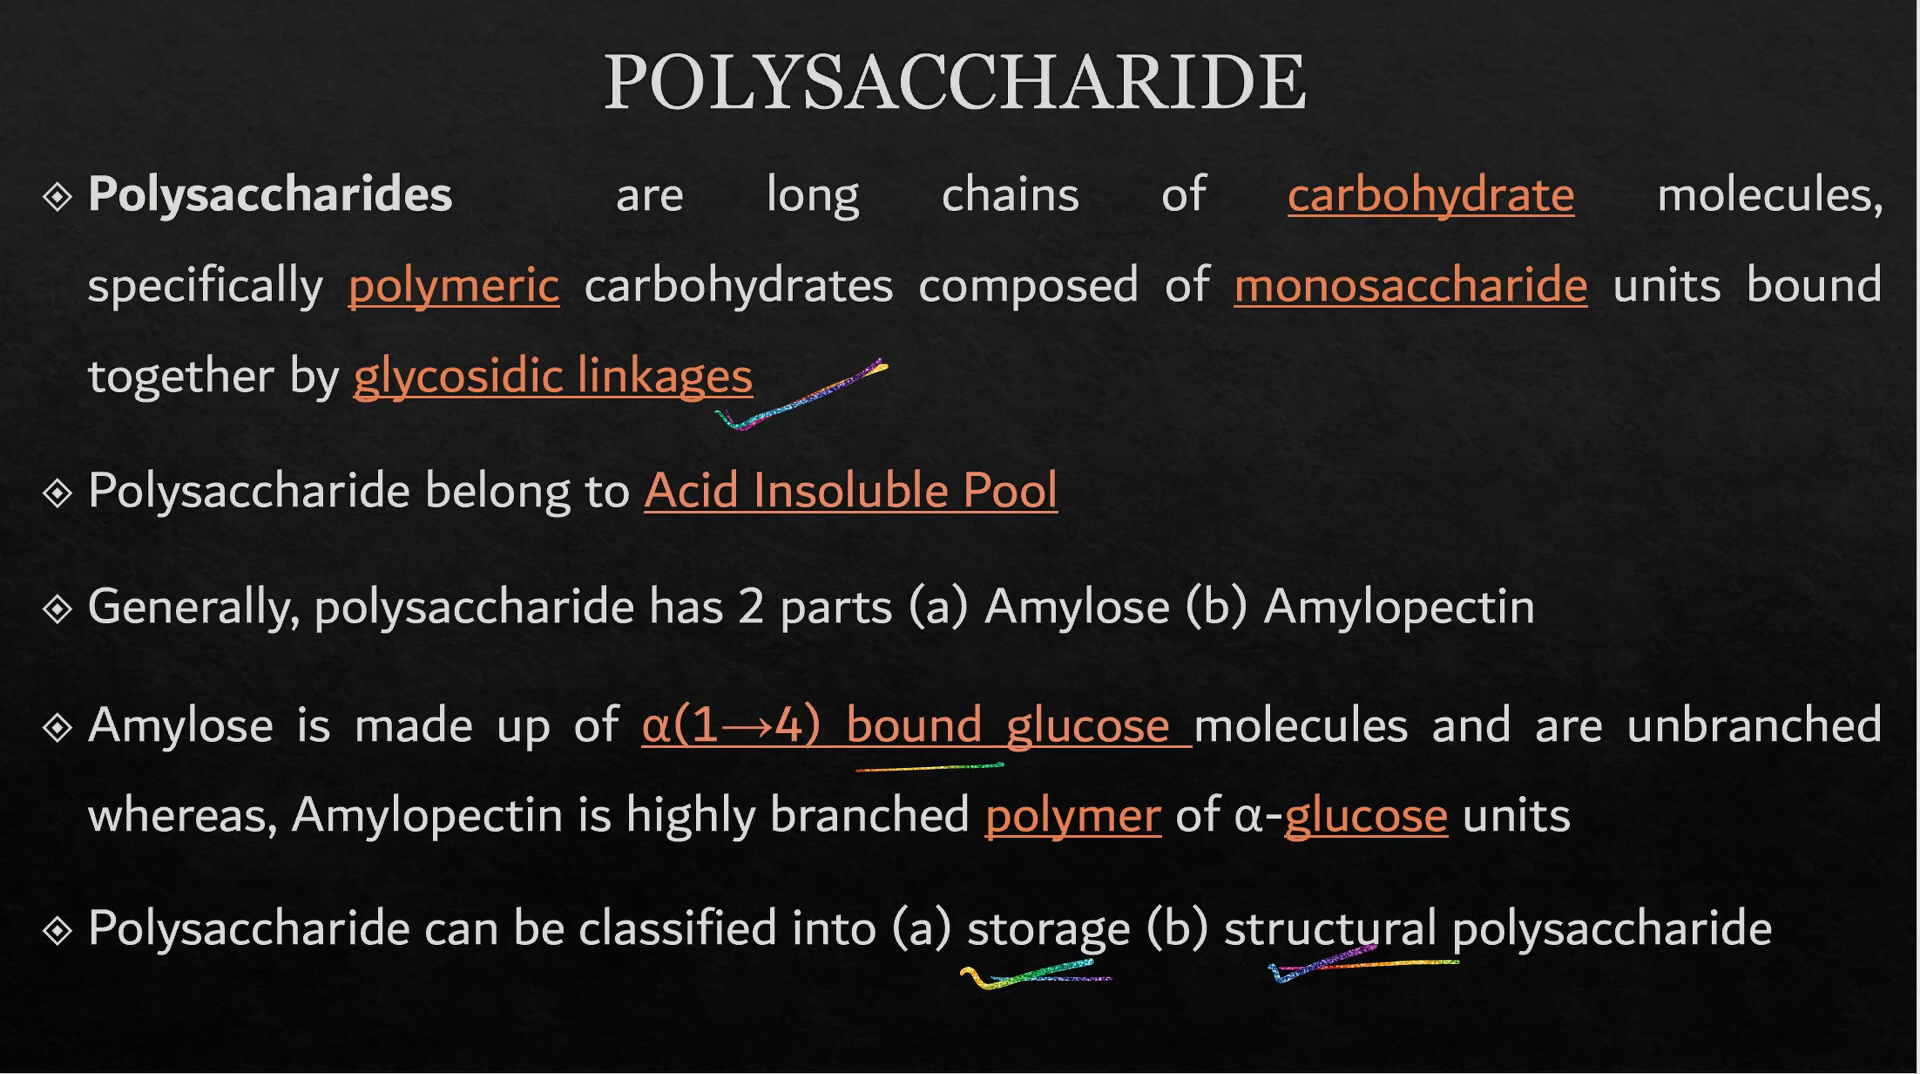 POLYSACCHARIDE
Polysaccharides are long chains of carbohydrate molecules,
specifically polymeric carbohydrates composed of monosaccharide units bound
together by glycosidic linkages
Polysaccharide belong to Acid Insoluble Pool
Generally, polysaccharide has 2 parts (a) Amylose (b) Amylopectin
Amylose is made up of α(1→4) bound glucose molecules and are unbranched
whereas, Amylopectin is highly branched polymer of α-glucose units
Polysaccharide can be classified into (a) storage (b) structural polysaccharide